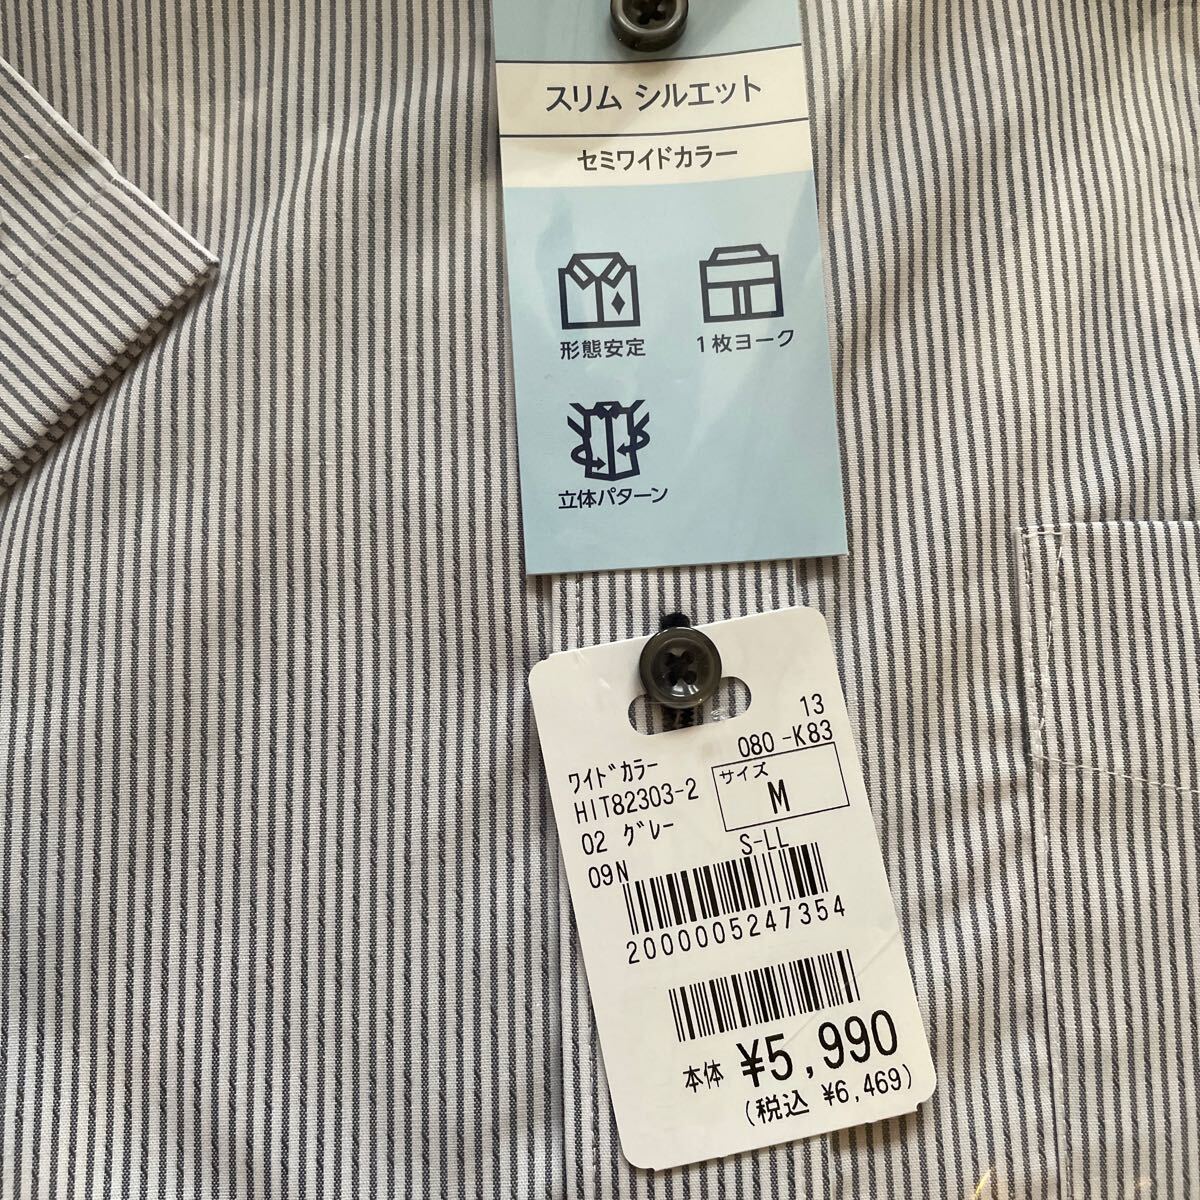 スリム シルエット
セミワイドカラー
形態安定
1枚ヨーク
立体パターン
13
080-K83
ﾜｲﾄﾞｶﾗｰ
サイズ
HIT82303-2
M
02 ｸﾞﾚｰ
S-LL
09N
2000005247354
本体 ¥5,990
(税込 ¥6,469)